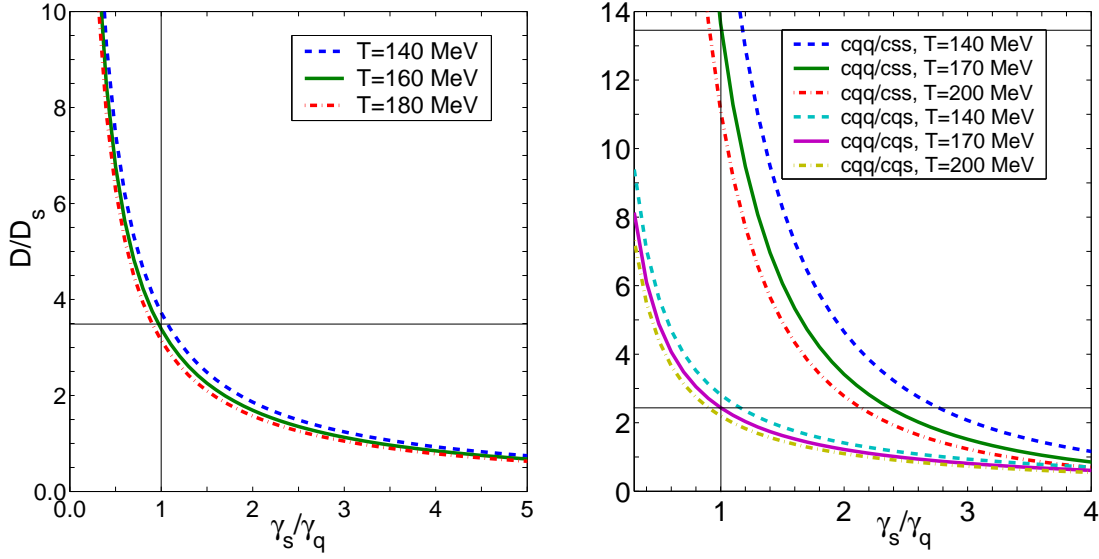 10
8
6
4
2
0.0
0.0
1
2
3
4
5
D/D_s
γ_s/γ_q
T=140 MeV
T=160 MeV
T=180 MeV
14
12
10
8
6
4
2
0
1
2
3
4
γ_s/γ_q
cqq/css, T=140 MeV
cqq/css, T=170 MeV
cqq/css, T=200 MeV
cqq/cqs, T=140 MeV
cqq/cqs, T=170 MeV
cqq/cqs, T=200 MeV